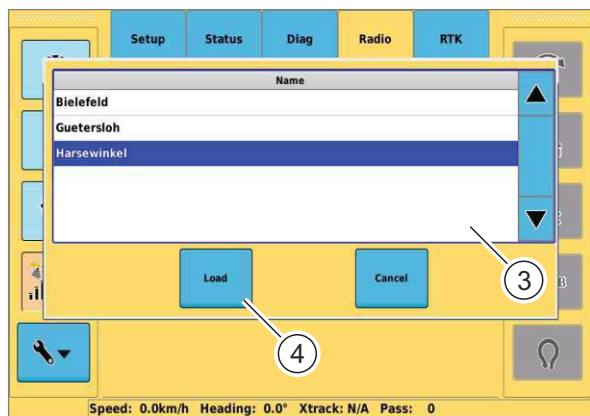 Setup Status Diag Radio RTK
Name
Bielefeld
Guetersloh
Harsewinkel
Load
Cancel
3
4
B
Speed: 0.0km/h Heading: 0.0° Xtrack: N/A Pass: 0